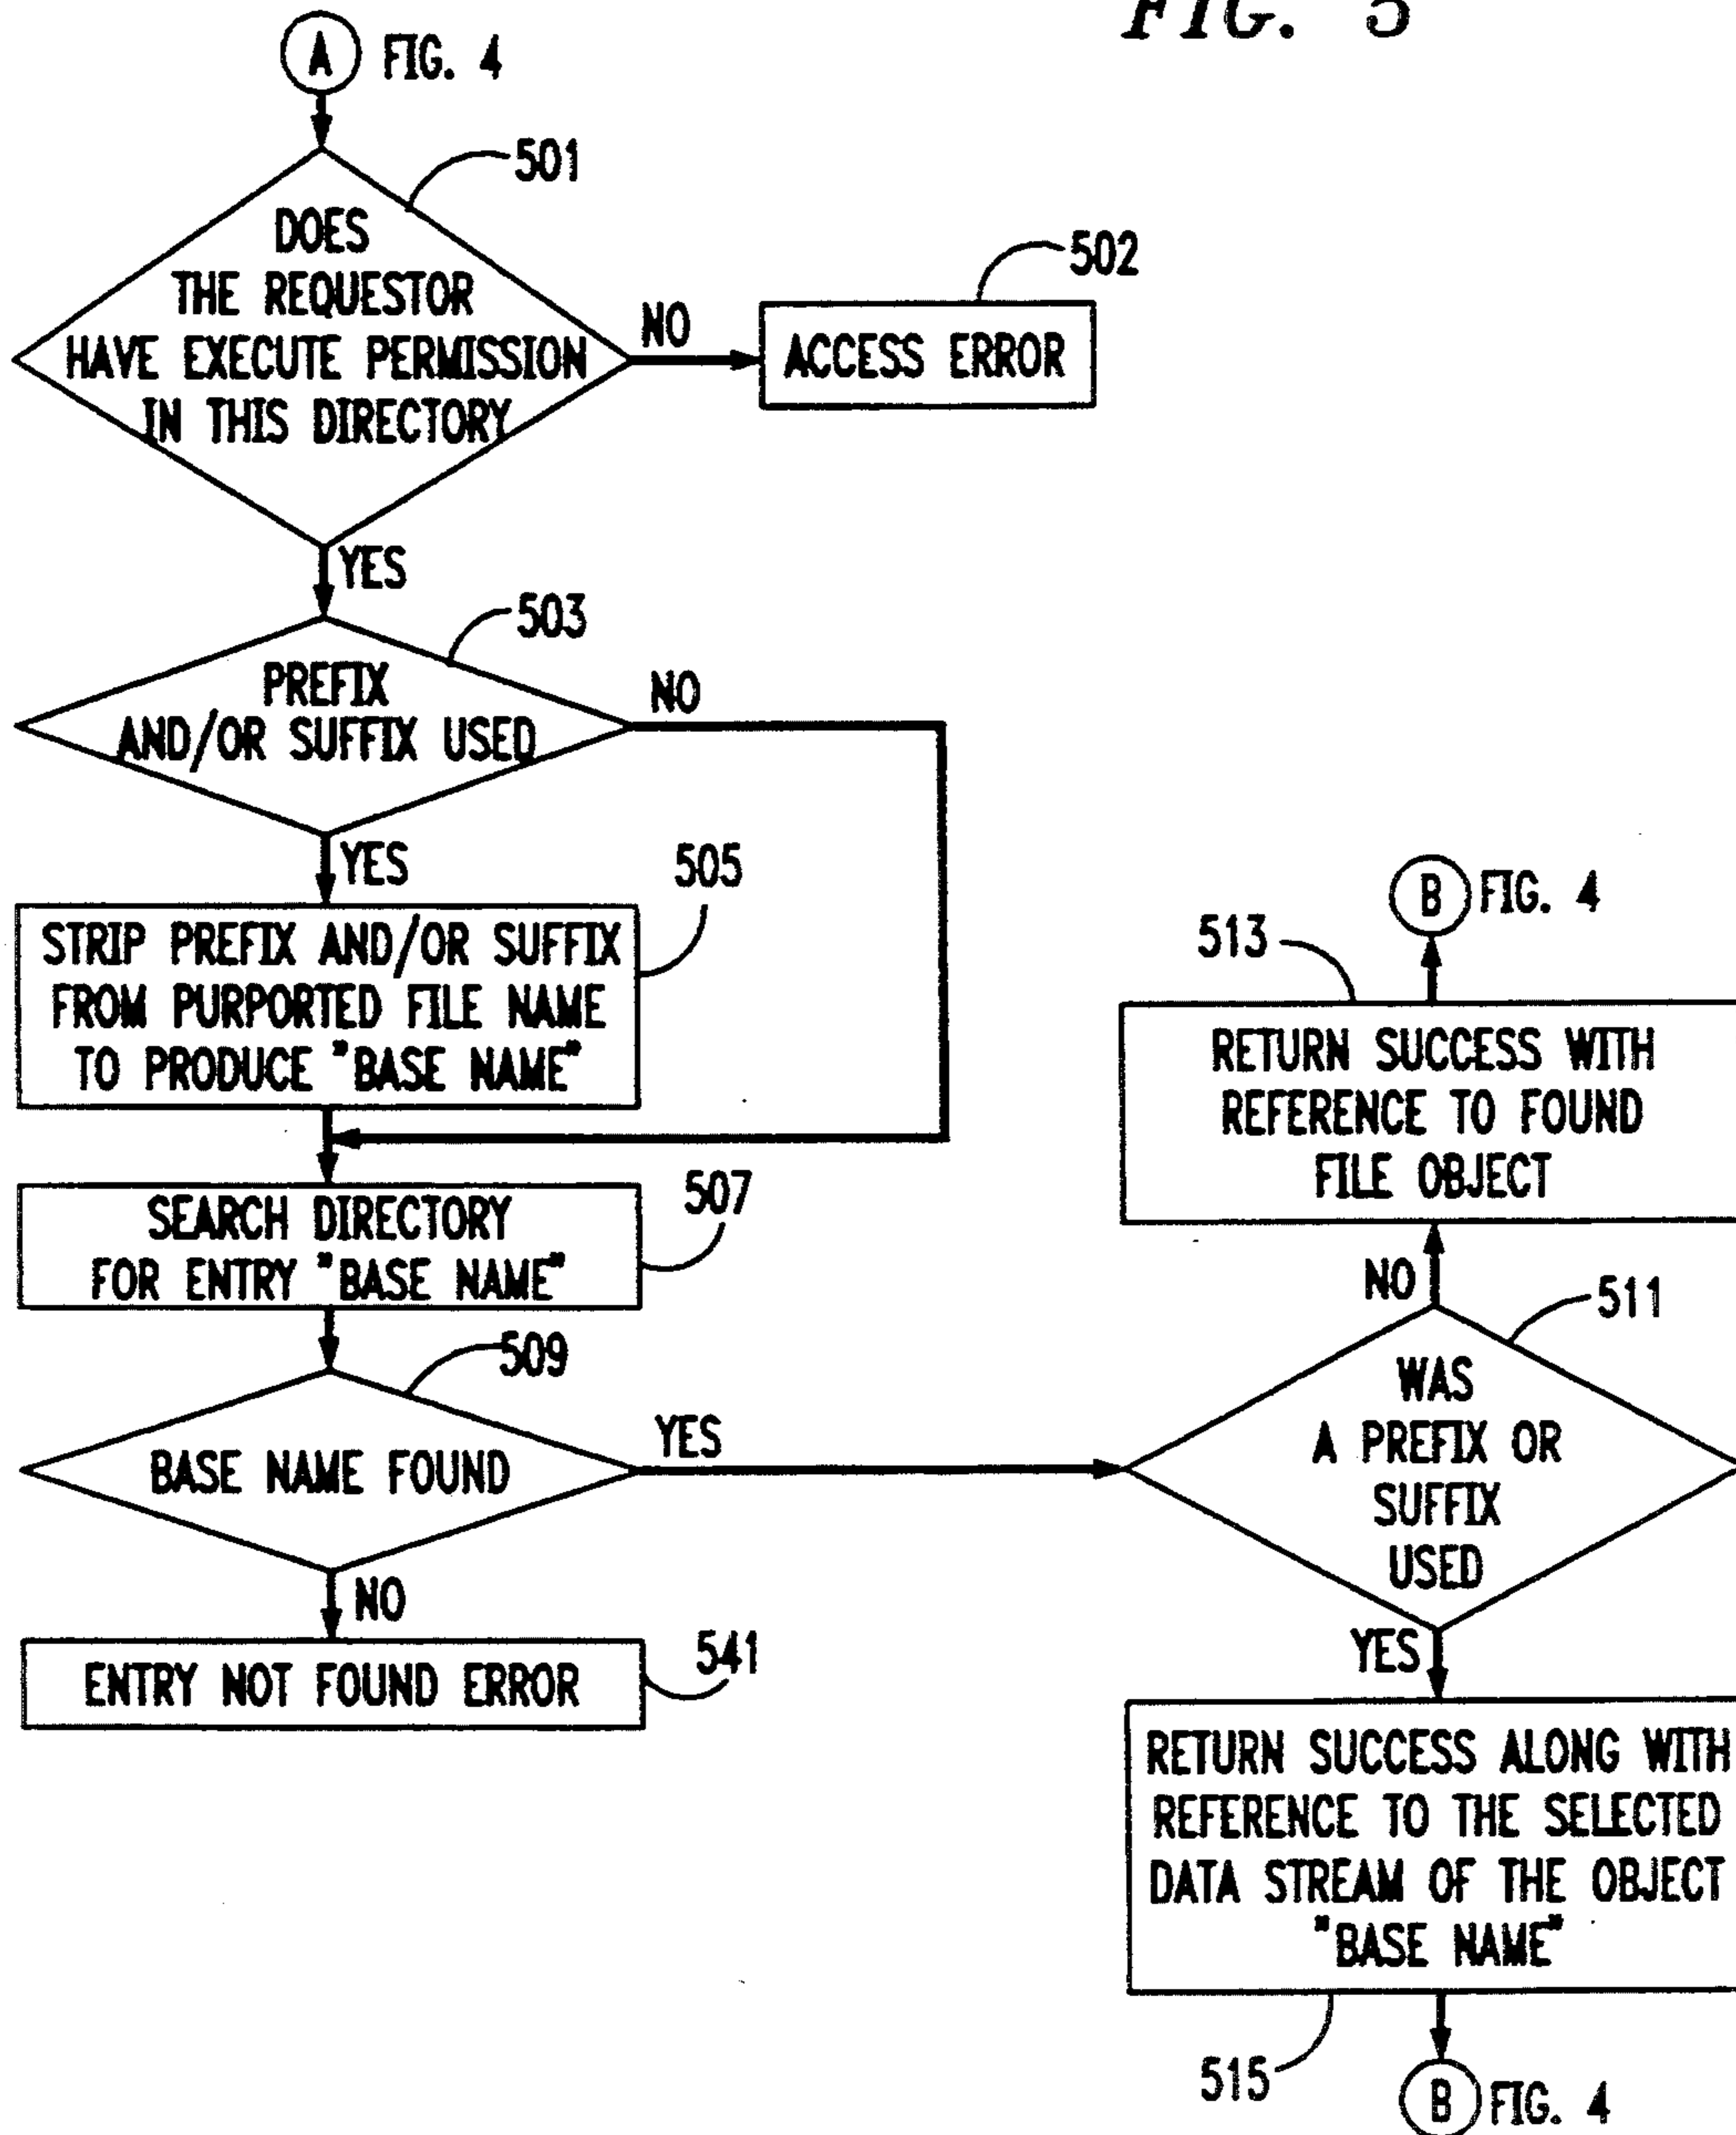 FIG. 5
A FIG. 4
501
DOES
THE REQUESTOR
HAVE EXECUTE PERMISSION
IN THIS DIRECTORY
NO
502
ACCESS ERROR
YES
503
PREFIX
AND/OR SUFFIX USED
NO
YES
505
STRIP PREFIX AND/OR SUFFIX
FROM PURPORTED FILE NAME
TO PRODUCE "BASE NAME"
507
SEARCH DIRECTORY
FOR ENTRY "BASE NAME"
509
BASE NAME FOUND
YES
NO
541
ENTRY NOT FOUND ERROR
B FIG. 4
513
RETURN SUCCESS WITH
REFERENCE TO FOUND
FILE OBJECT
NO
511
WAS
A PREFIX OR
SUFFIX
USED
YES
RETURN SUCCESS ALONG WITH
REFERENCE TO THE SELECTED
DATA STREAM OF THE OBJECT
"BASE NAME"
515
B FIG. 4